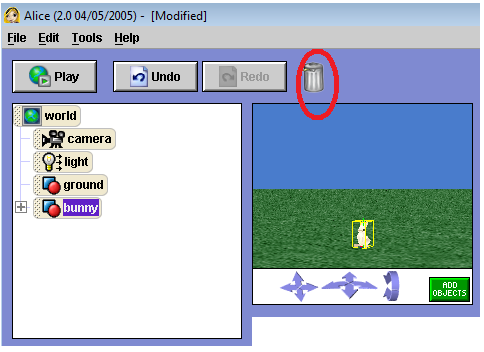 Alice (2.0 04/05/2005) - [Modified]
File Edit Tools Help
Play Undo Redo
world
camera
light
ground
bunny
ADD
OBJECTS